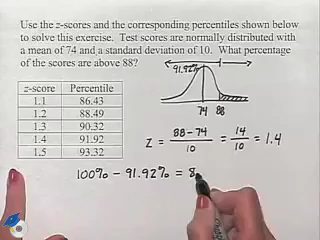 Use the z-scores and the corresponding percentiles shown below
to solve this exercise. Test scores are normally distributed with
a mean of 74 and a standard deviation of 10. What percentage
of the scores are above 88?
z-score Percentile
1.1 86.43
1.2 88.49
1.3 90.32
1.4 91.92
1.5 93.32
91.92%
74 88
z = 88 - 74 / 10 = 14 / 10 = 1.4
100% - 91.92% = 8